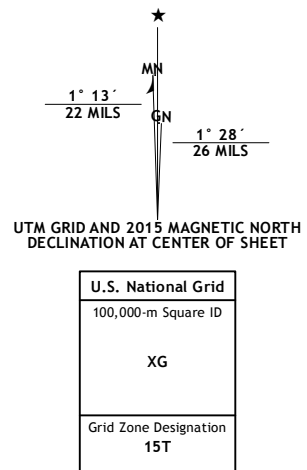 ★
MN
1° 13´
22 MILS
GN
1° 28´
26 MILS
UTM GRID AND 2015 MAGNETIC NORTH
DECLINATION AT CENTER OF SHEET
U.S. National Grid
100,000-m Square ID
XG
Grid Zone Designation
15T